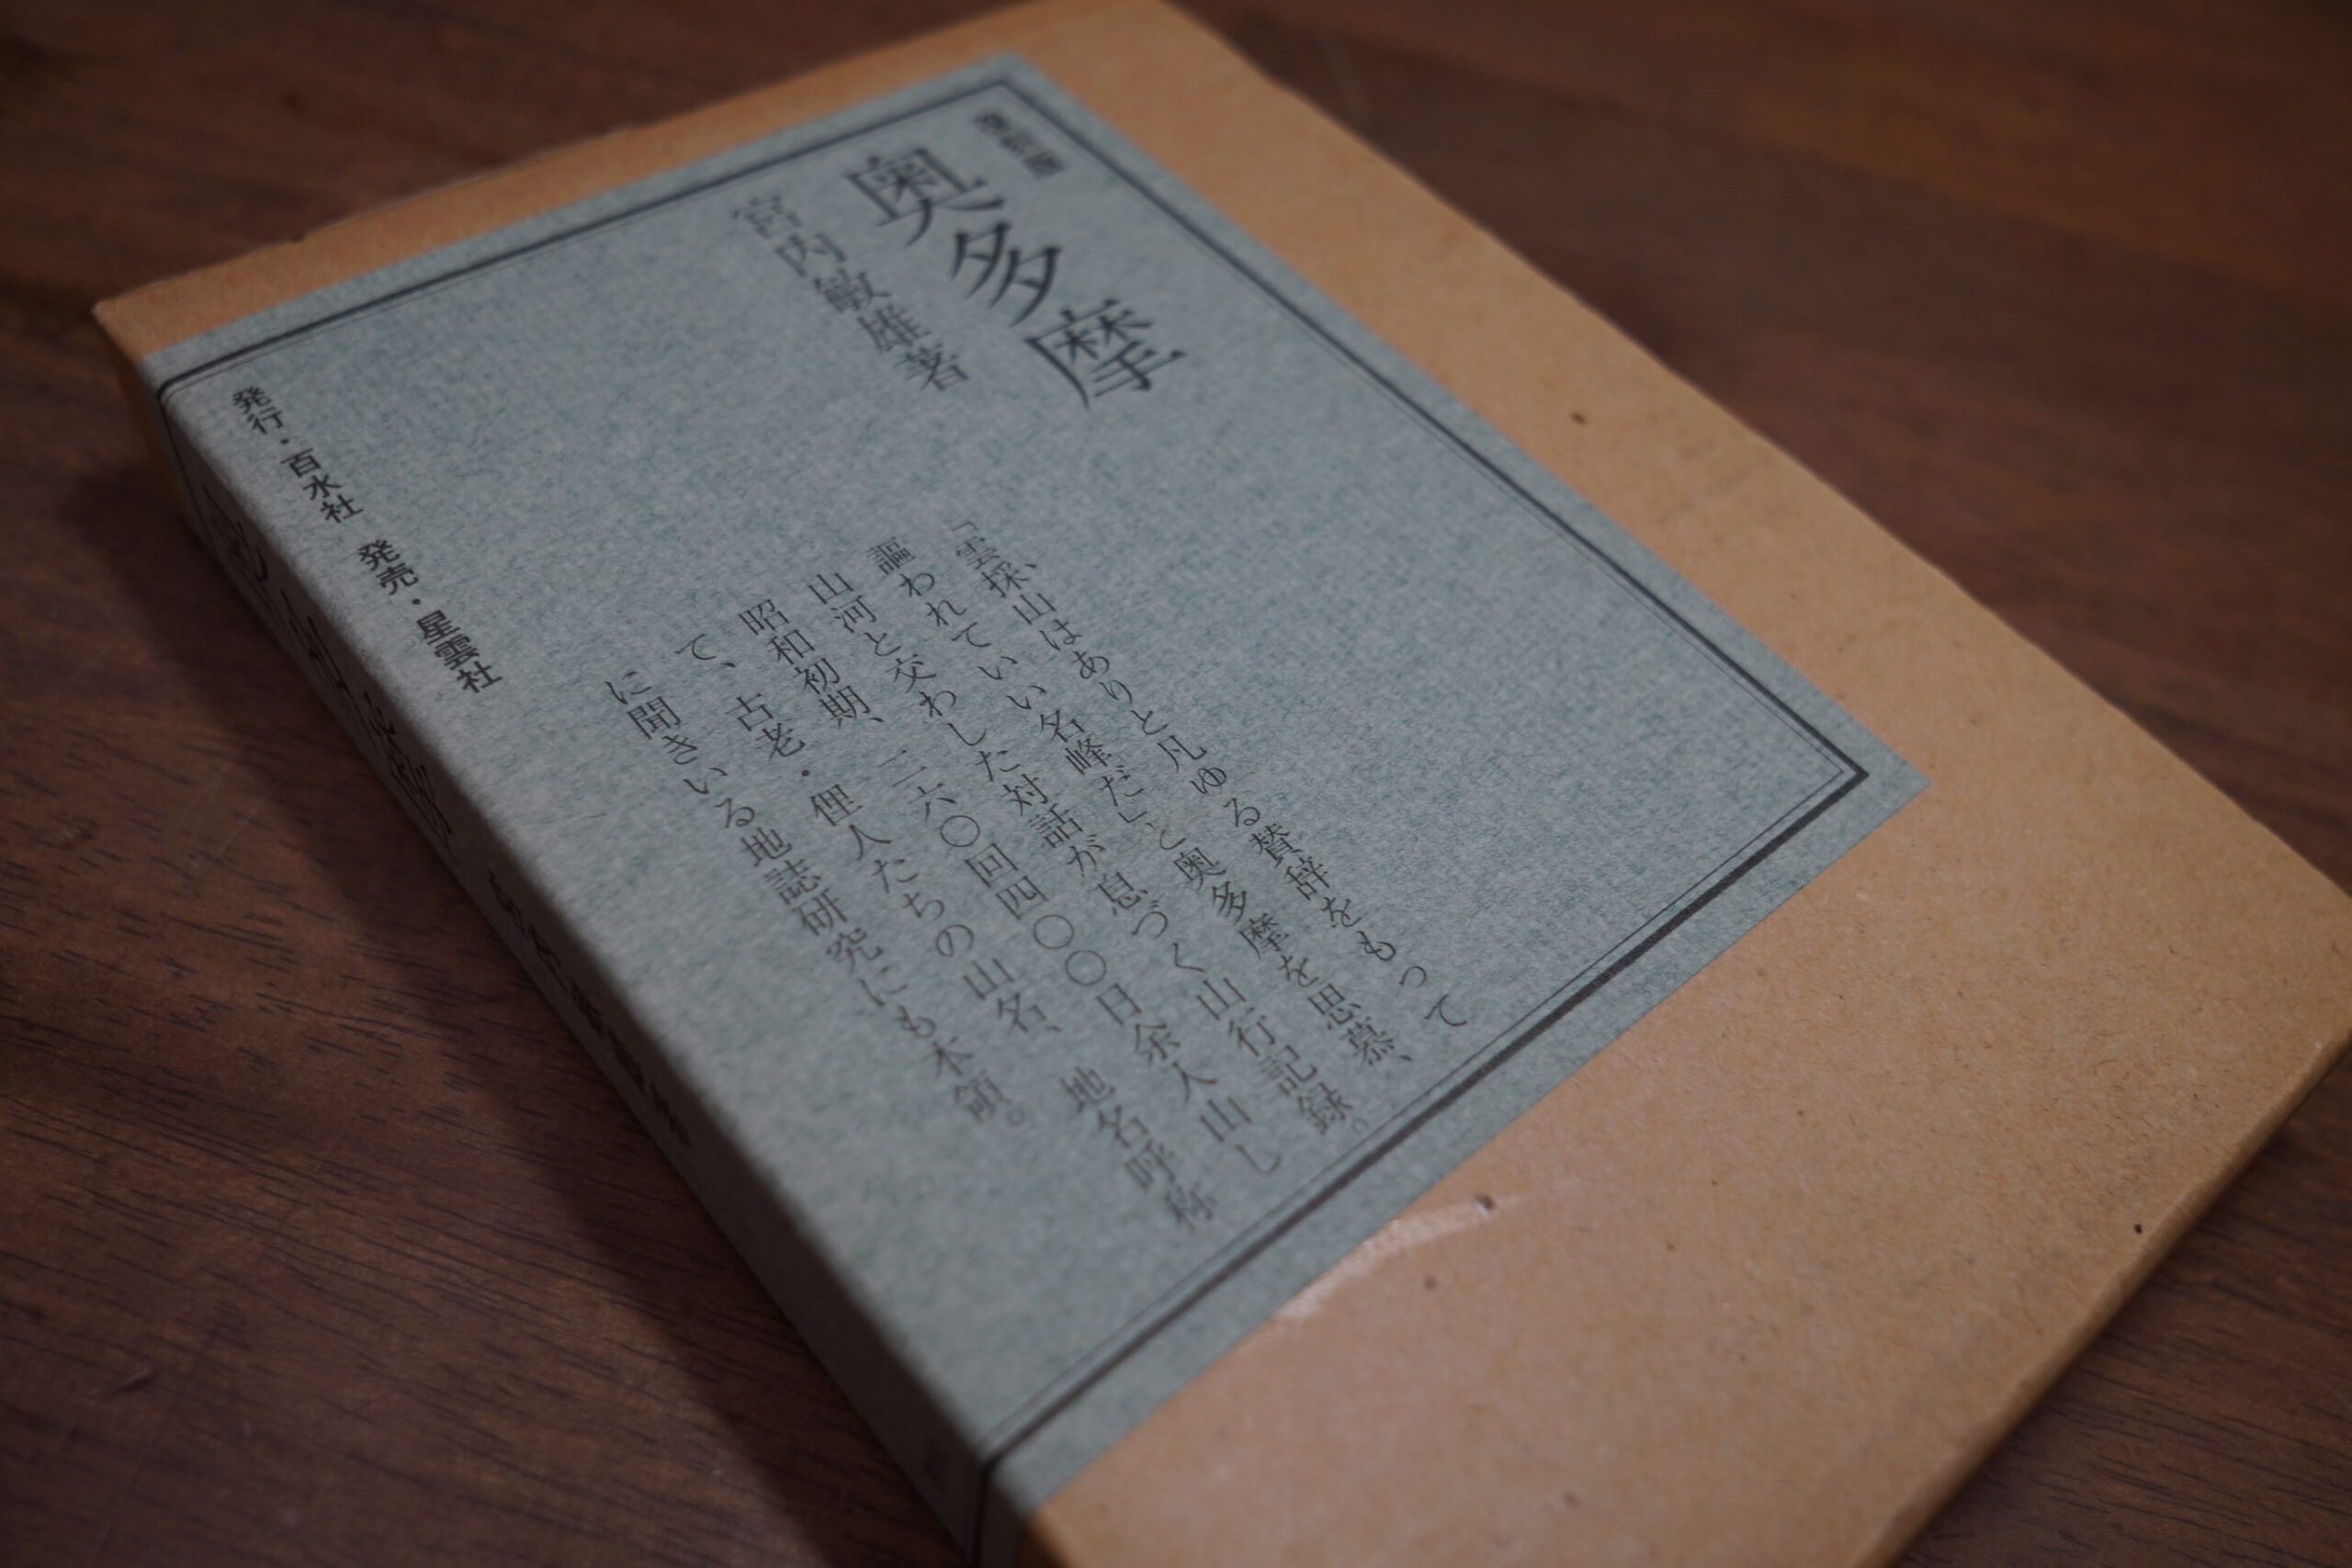 復刻版
奥多摩
宮内敏雄著
「雲採山はありと凡ゆる賛辞をもって
謳われていい名峰だ」と奥多摩を思慕、
山河と交わした対話が息づく山行記録。
昭和初期、二六〇回四〇〇日余入山し
て、古老・俚人たちの山名、地名呼称
に聞きいる地誌研究にも本領。
発行・百水社 発売・星雲社